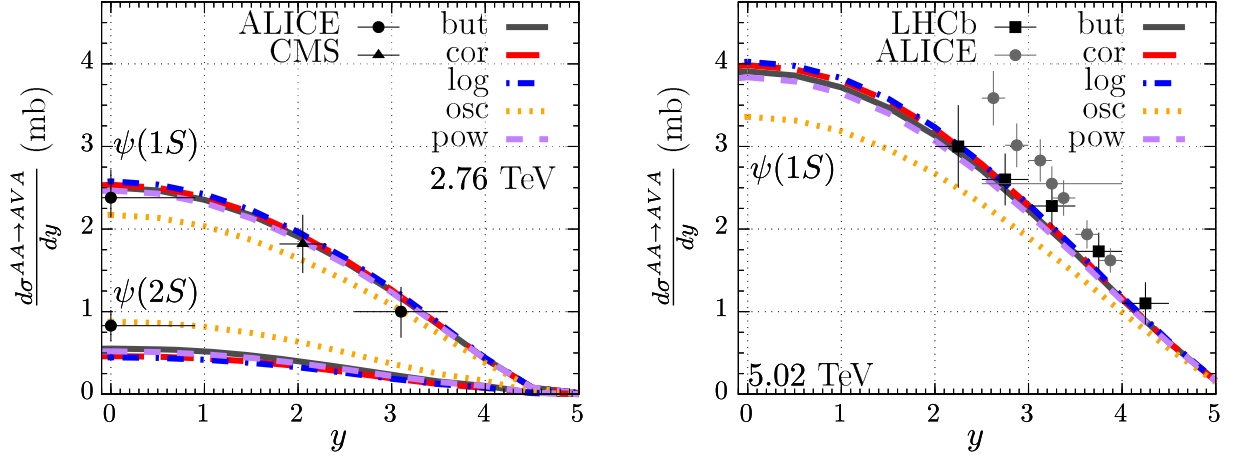 ALICE
CMS
but
cor
log
osc
pow
ψ(1S)
2.76 TeV
ψ(2S)
dσ^{AA→AVA}/dy (mb)
4
3
2
1
0
0 1 2 3 4 5
y
LHCb
ALICE
but
cor
log
osc
pow
ψ(1S)
5.02 TeV
dσ^{AA→AVA}/dy (mb)
4
3
2
1
0
0 1 2 3 4 5
y